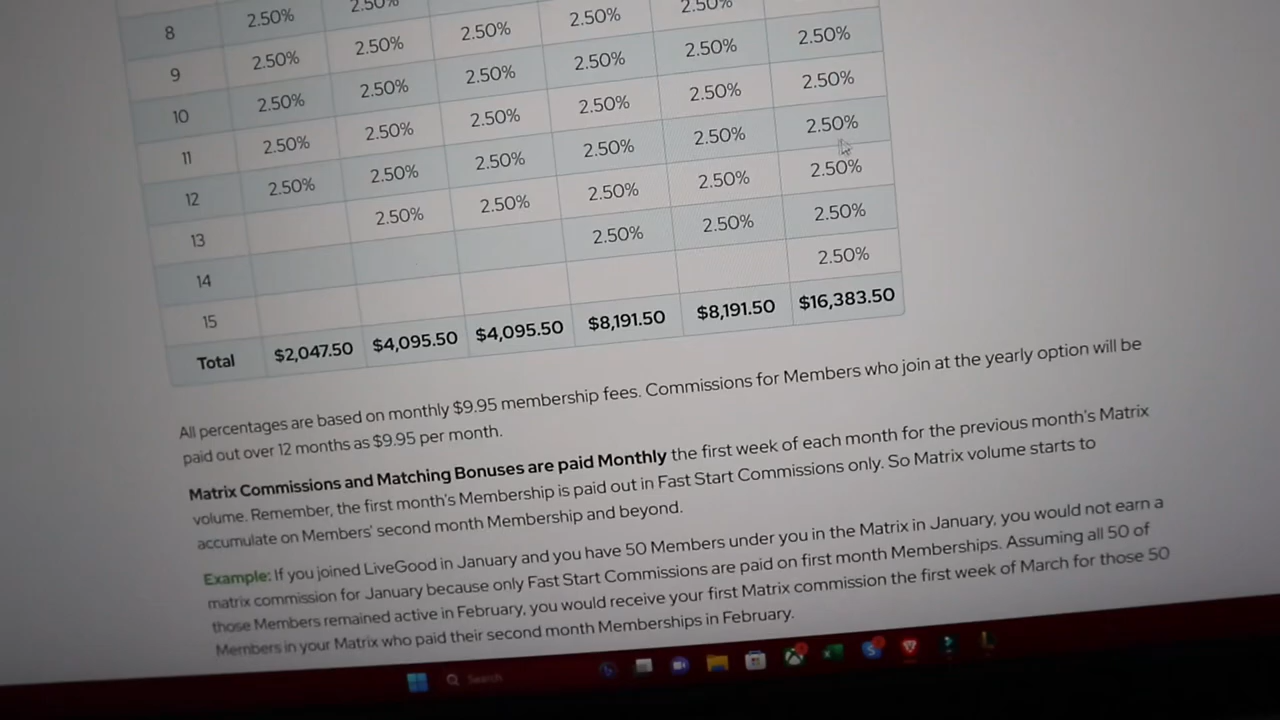 8 2.50% 2.50%
9 2.50% 2.50% 2.50% 2.50% 2.50%
10 2.50% 2.50% 2.50% 2.50% 2.50% 2.50%
11 2.50% 2.50% 2.50% 2.50% 2.50% 2.50%
12 2.50% 2.50% 2.50% 2.50% 2.50% 2.50%
13 2.50% 2.50% 2.50% 2.50% 2.50%
14 2.50% 2.50% 2.50%
15 2.50%
Total $2,047.50 $4,095.50 $4,095.50 $8,191.50 $8,191.50 $16,383.50
All percentages are based on monthly $9.95 membership fees. Commissions for Members who join at the yearly option will be
paid out over 12 months as $9.95 per month.
Matrix Commissions and Matching Bonuses are paid Monthly the first week of each month for the previous month's Matrix
volume. Remember, the first month's Membership is paid out in Fast Start Commissions only. So Matrix volume starts to
accumulate on Members' second month Membership and beyond.
Example: If you joined LiveGood in January and you have 50 Members under you in the Matrix in January, you would not earn a
matrix commission for January because only Fast Start Commissions are paid on first month Memberships. Assuming all 50 of
those Members remained active in February, you would receive your first Matrix commission the first week of March for those 50
Members in your Matrix who paid their second month Memberships in February.
Search